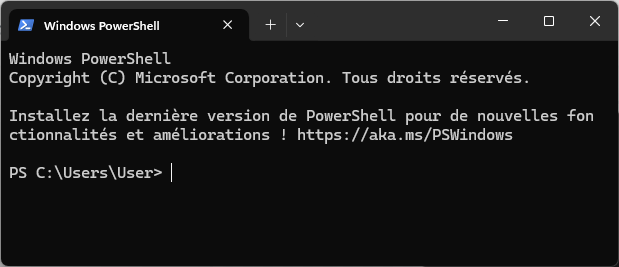 Windows PowerShell
Windows PowerShell
Copyright (C) Microsoft Corporation. Tous droits réservés.
Installez la dernière version de PowerShell pour de nouvelles fon
ctionnalités et améliorations ! https://aka.ms/PSWindows
PS C:\Users\User>